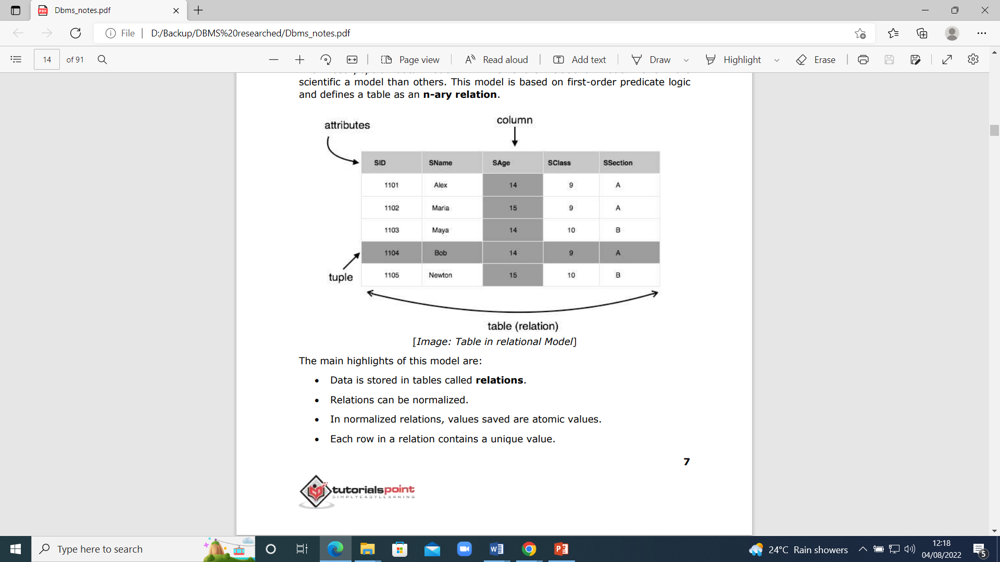 Dbms_notes.pdf
File
D:/Backup/DBMS%20researched/Dbms_notes.pdf
14 of 91
Page view
Read aloud
Add text
Draw
Highlight
Erase
scientific a model than others. This model is based on first-order predicate logic
and defines a table as an n-ary relation.
attributes
column
SID SName SAge SClass SSection
1101 Alex 14 9 A
1102 Maria 15 9 A
1103 Maya 14 10 B
1104 Bob 14 9 A
1105 Newton 15 10 B
tuple
table (relation)
[Image: Table in relational Model]
The main highlights of this model are:
• Data is stored in tables called relations.
• Relations can be normalized.
• In normalized relations, values saved are atomic values.
• Each row in a relation contains a unique value.
7
tutorialspoint
SIMPLYEASYLEARNING
Type here to search
24°C Rain showers
12:18
04/08/2022
5